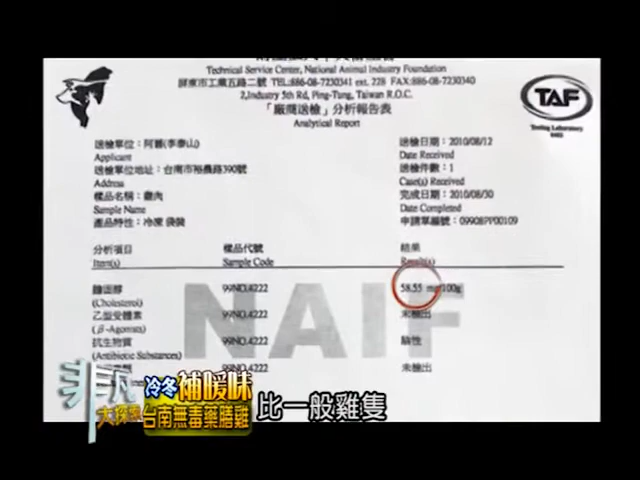 Technical Service Center, National Animal Industry Foundation
屏東市工業五路二號 TEL:886-08-7230341 ext 228 FAX:886-08-7230340
2,Industry 5th Rd, Ping-Tung, Taiwan R.O.C.
「廠商送檢」分析報告表
Analytical Report
TAF
Testing Laboratory
送檢單位：阿雞(李泰山)
送檢日期：2010/08/12
Applicant
Date Received
送檢單位地址：台南市裕農路390號
送檢件數：1
Address
Case(s) Received
樣品名稱：雞肉
完成日期：2010/08/30
Sample Name
Date Completed
產品特性：冷凍 袋裝
申請單編號：09908PP00109
分析項目
樣品代號
結果
Item(s)
Sample Code
Result(s)
膽固醇
99NO.4222
58.55 mg/100g
(Cholesterol)
乙型受體素
99NO.4222
未檢出
(β-Agonists)
抗生物質
99NO.4222
陰性
(Antibiotic Substances)
99NO.4222
未檢出
NAIF
非凡
大探索
冷冬補暖味
台南無毒藥膳雞
比一般雞隻